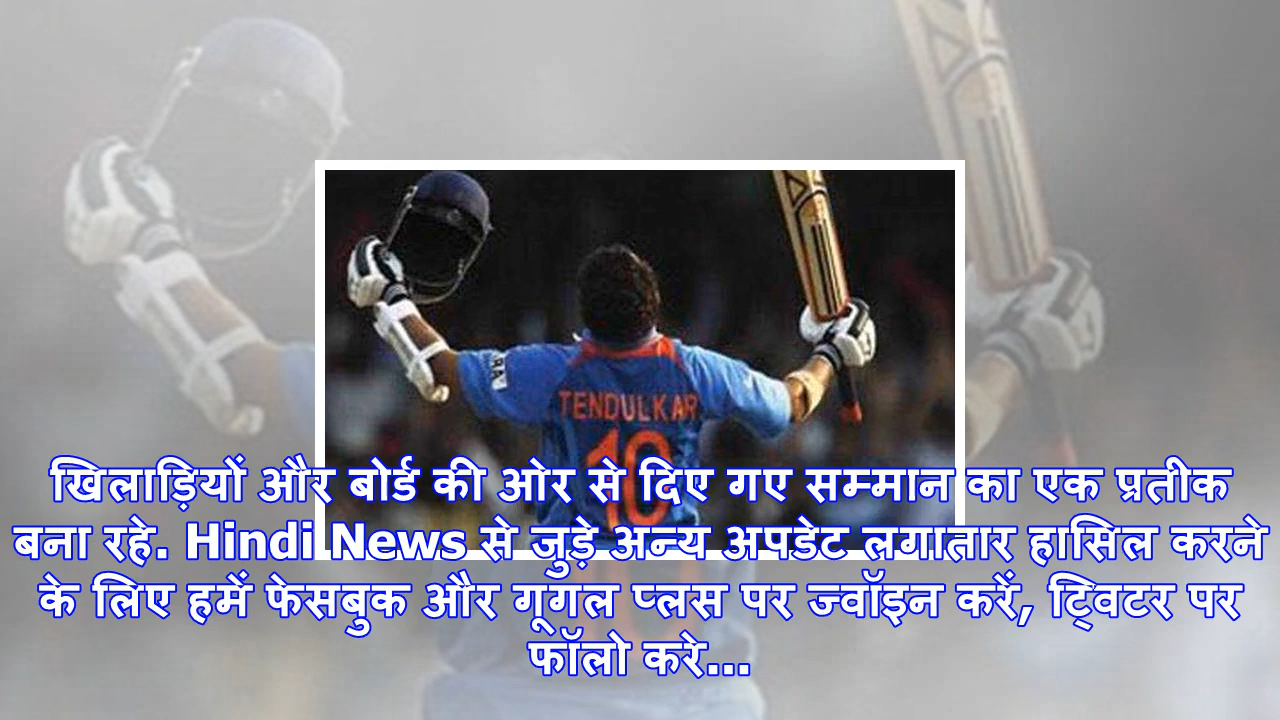 RA
TENDULKAR
10
खिलाड़ियों और बोर्ड की ओर से दिए गए सम्मान का एक प्रतीक
बना रहे. Hindi News से जुड़े अन्य अपडेट लगातार हासिल करने
के लिए हमें फेसबुक और गूगल प्लस पर ज्वॉइन करें, ट्विटर पर
फॉलो करे...